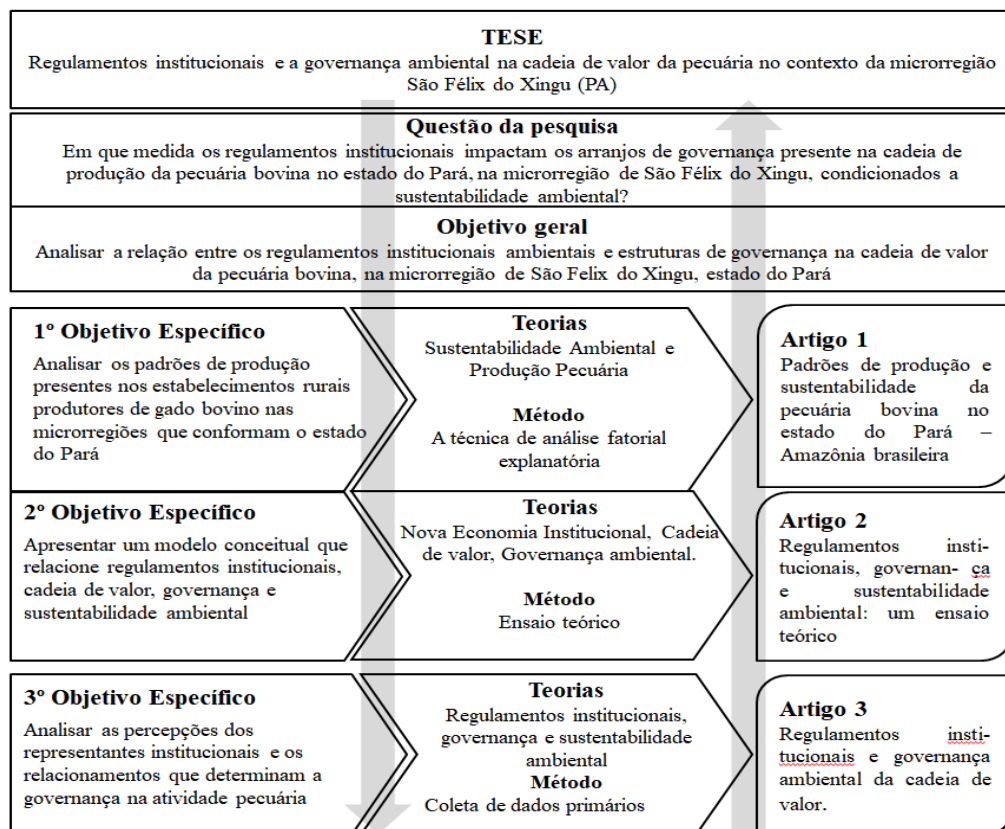 TESE
Regulamentos institucionais e a governança ambiental na cadeia de valor da pecuária no contexto da microrregião
São Félix do Xingu (PA)
Questão da pesquisa
Em que medida os regulamentos institucionais impactam os arranjos de governança presente na cadeia de
produção da pecuária bovina no estado do Pará, na microrregião de São Félix do Xingu, condicionados a
sustentabilidade ambiental?
Objetivo geral
Analisar a relação entre os regulamentos institucionais ambientais e estruturas de governança na cadeia de valor
da pecuária bovina, na microrregião de São Felix do Xingu, estado do Pará
1º Objetivo Específico
Analisar os padrões de produção
presentes nos estabelecimentos rurais
produtores de gado bovino nas
microrregiões que conformam o estado
do Pará
Teorias
Sustentabilidade Ambiental e
Produção Pecuária
Método
A técnica de análise fatorial
explanatória
Artigo 1
Padrões de produção e
sustentabilidade da
pecuária bovina no
estado do Pará –
Amazônia brasileira
2º Objetivo Específico
Apresentar um modelo conceitual que
relacione regulamentos institucionais,
cadeia de valor, governança e
sustentabilidade ambiental
Teorias
Nova Economia Institucional, Cadeia
de valor, Governança ambiental.
Método
Ensaio teórico
Artigo 2
Regulamentos insti-
tucionais, governan- ça
e sustentabilidade
ambiental: um ensaio
teórico
3º Objetivo Específico
Analisar as percepções dos
representantes institucionais e os
relacionamentos que determinam a
governança na atividade pecuária
Teorias
Regulamentos institucionais,
governança e sustentabilidade
ambiental
Método
Coleta de dados primários
Artigo 3
Regulamentos insti-
tucionais e governança
ambiental da cadeia de
valor.